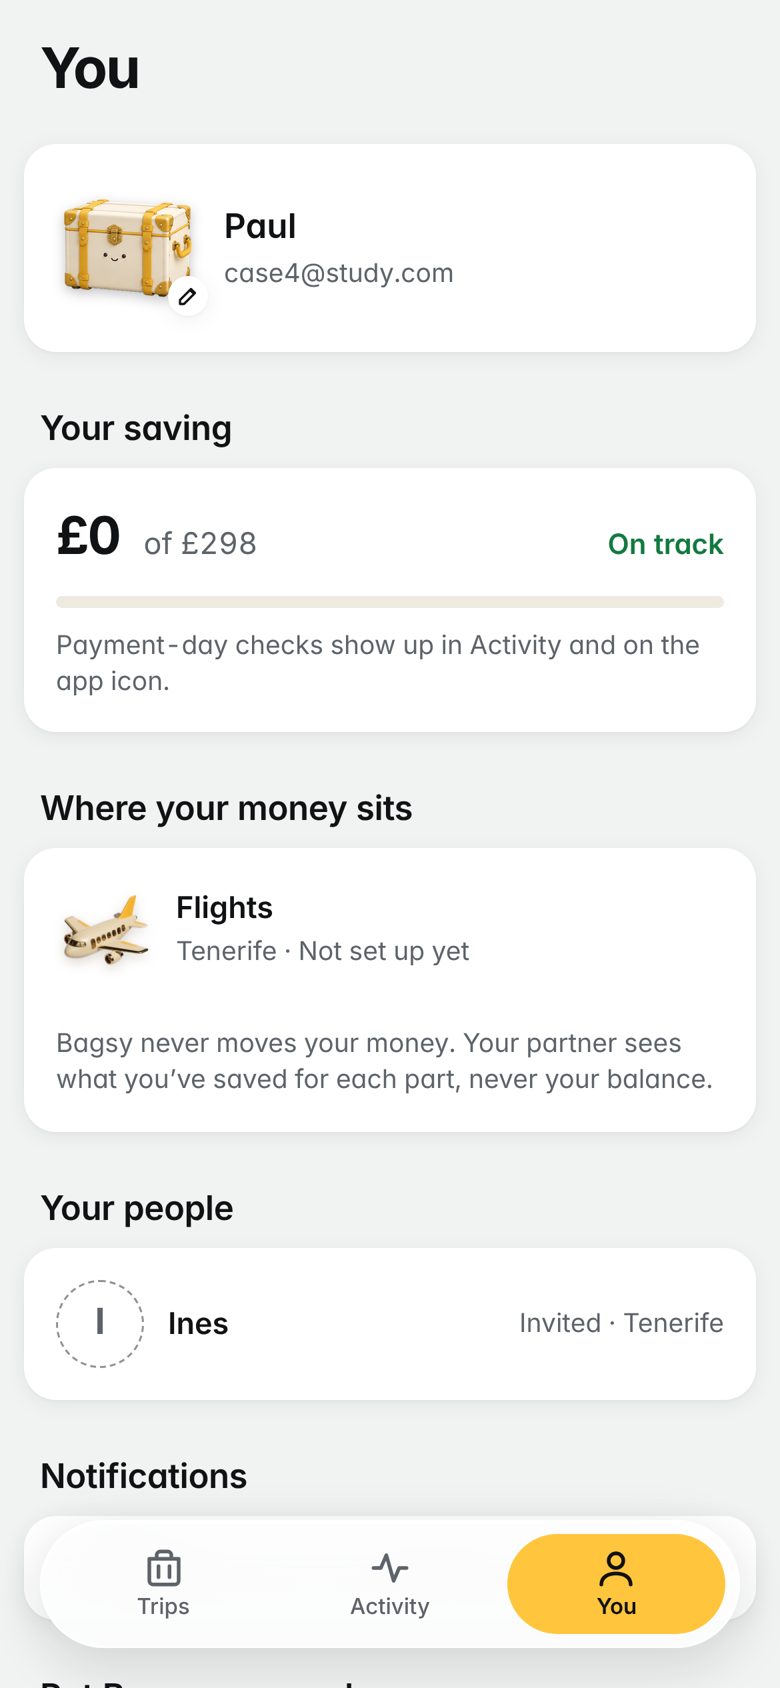 You
Paul
case4@study.com
Your saving
£0 of £298
On track
Payment-day checks show up in Activity and on the
app icon.
Where your money sits
Flights
Tenerife · Not set up yet
Bagsy never moves your money. Your partner sees
what you’ve saved for each part, never your balance.
Your people
I
Ines
Invited · Tenerife
Notifications
Trips
Activity
You